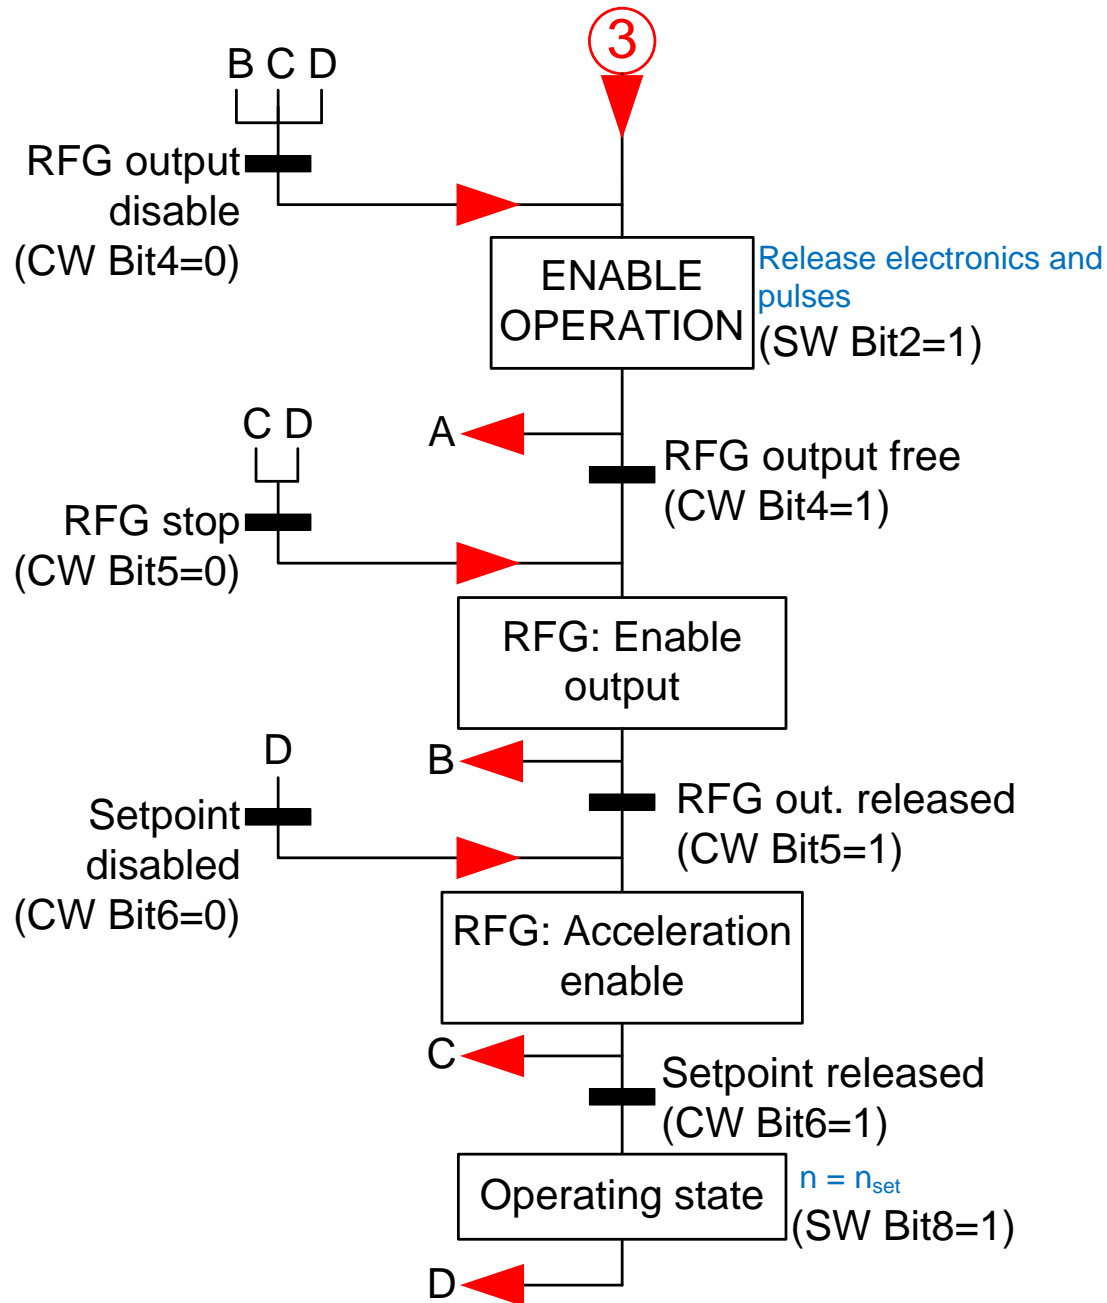 3
B C D
RFG output
disable
(CW Bit4=0)
ENABLE
OPERATION
Release electronics and
pulses
(SW Bit2=1)
A
C D
RFG output free
(CW Bit4=1)
RFG stop
(CW Bit5=0)
RFG: Enable
output
B
D
RFG out. released
(CW Bit5=1)
Setpoint
disabled
(CW Bit6=0)
RFG: Acceleration
enable
C
Setpoint released
(CW Bit6=1)
Operating state
n = nset
(SW Bit8=1)
D